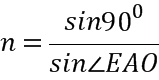 n = sin90⁰ / sin∠EAO